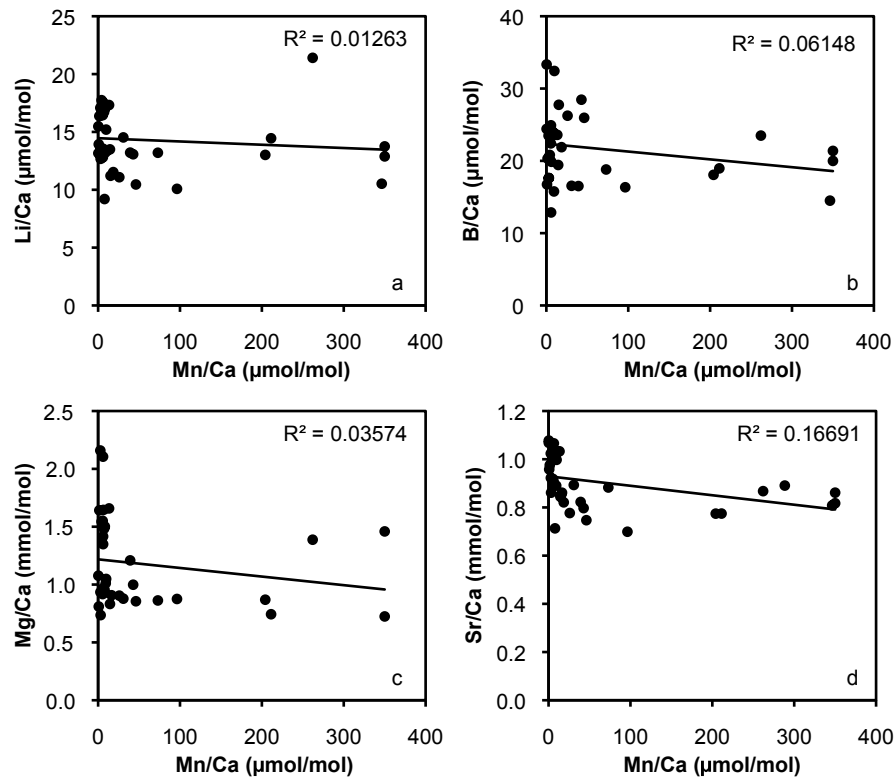 R² = 0.01263
25
20
15
10
5
0
Li/Ca (µmol/mol)
a
0
100
200
300
400
Mn/Ca (µmol/mol)
R² = 0.06148
40
30
20
10
0
B/Ca (µmol/mol)
b
0
100
200
300
400
Mn/Ca (µmol/mol)
R² = 0.03574
2.5
2.0
1.5
1.0
0.5
0.0
Mg/Ca (mmol/mol)
c
0
100
200
300
400
Mn/Ca (µmol/mol)
R² = 0.16691
1.2
1.0
0.8
0.6
0.4
0.2
0.0
Sr/Ca (mmol/mol)
d
0
100
200
300
400
Mn/Ca (µmol/mol)